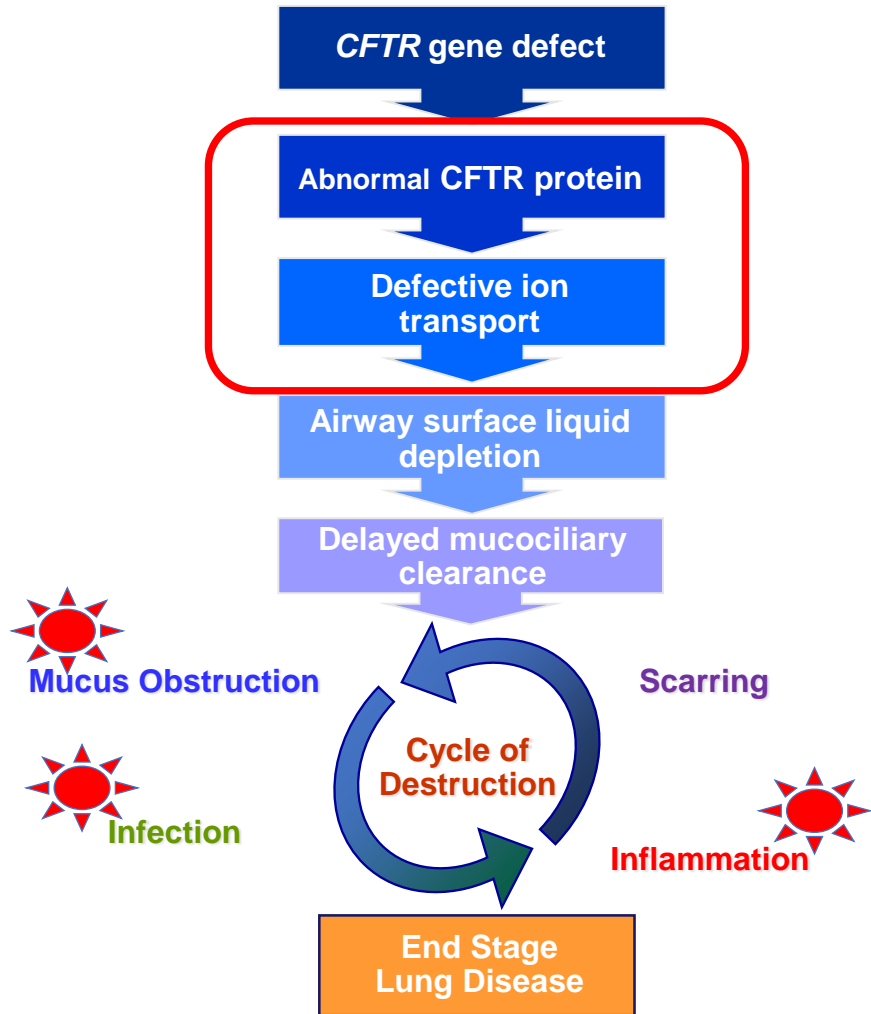 CFTR gene defect
Abnormal CFTR protein
Defective ion
transport
Airway surface liquid
depletion
Delayed mucociliary
clearance
Mucus Obstruction
Scarring
Cycle of
Destruction
Infection
Inflammation
End Stage
Lung Disease